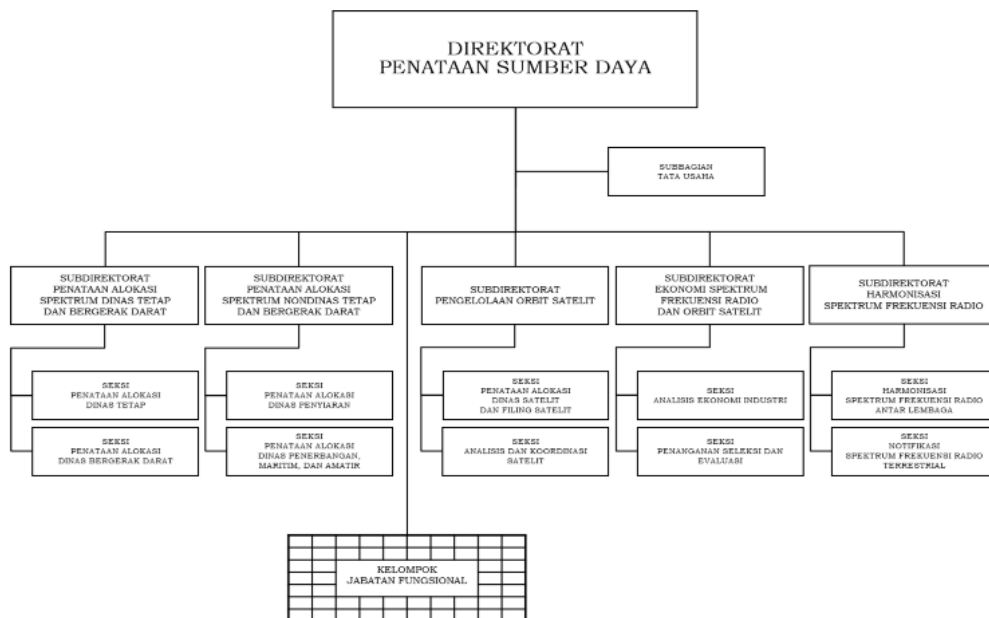 DIREKTORAT
PENATAAN SUMBER DAYA
SUBBAGIAN
TATA USAHA
SUBDIREKTORAT
PENATAAN ALOKASI
SPEKTRUM DINAS TETAP
DAN BERGERAK DARAT
SUBDIREKTORAT
PENATAAN ALOKASI
SPEKTRUM NONDINAS TETAP
DAN BERGERAK DARAT
SUBDIREKTORAT
PENGELOLAAN ORBIT SATELIT
SUBDIREKTORAT
EKONOMI SPEKTRUM
FREKUENSI RADIO
DAN ORBIT SATELIT
SUBDIREKTORAT
HARMONISASI
SPEKTRUM FREKUENSI RADIO
SEKSI
PENATAAN ALOKASI
DINAS TETAP
SEKSI
PENATAAN ALOKASI
DINAS PENYIARAN
SEKSI
PENATAAN ALOKASI
DINAS SATELIT
DAN FILING SATELIT
SEKSI
ANALISIS EKONOMI INDUSTRI
SEKSI
HARMONISASI
SPEKTRUM FREKUENSI RADIO
ANTAR LEMBAGA
SEKSI
PENATAAN ALOKASI
DINAS BERGERAK DARAT
SEKSI
PENATAAN ALOKASI
DINAS PENERBANGAN,
MARITIM, DAN AMATIR
SEKSI
ANALISIS DAN KOORDINASI
SATELIT
SEKSI
PENANGANAN SELEKSI DAN
EVALUASI
SEKSI
NOTIFIKASI
SPEKTRUM FREKUENSI RADIO
TERRESTRIAL
KELOMPOK
JABATAN FUNGSIONAL